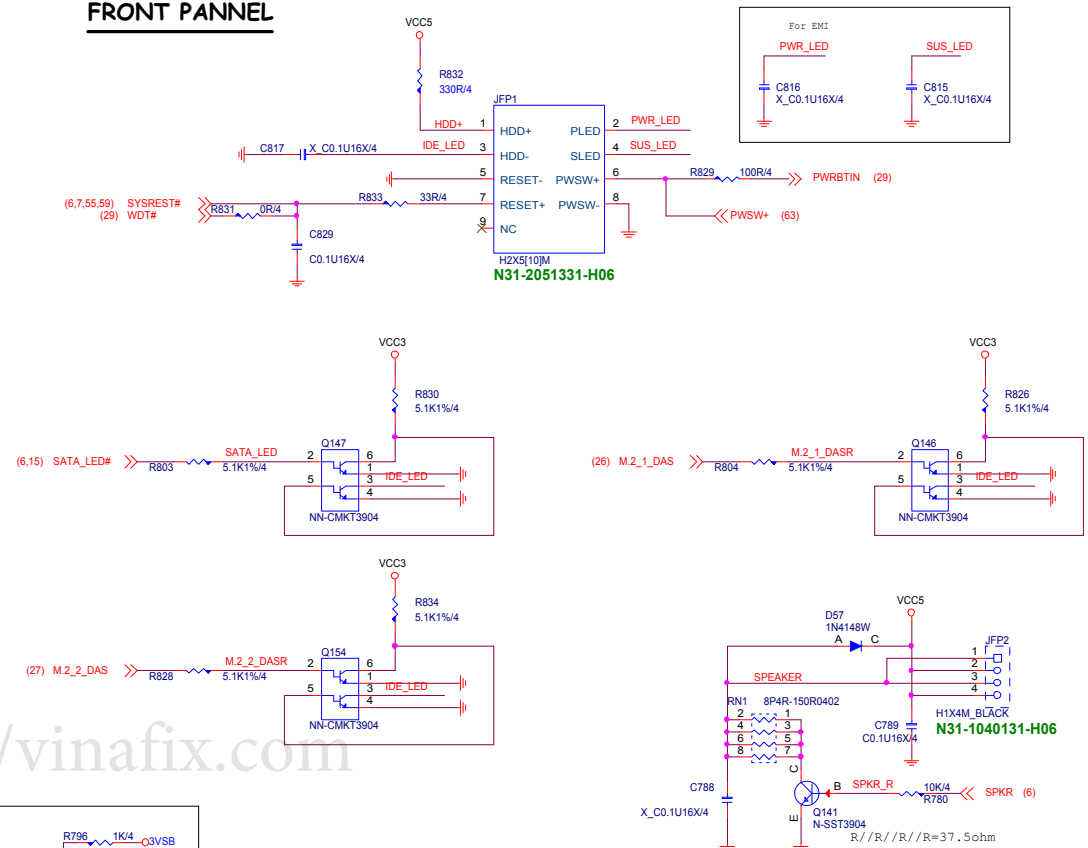 FRONT PANNEL
VCC5
R832
330R/4
JFP1
HDD+ 1 HDD+ PLED 2 PWR_LED
C817 X_C0.1U16X/4 IDE_LED 3 HDD- SLED 4 SUS_LED
5 RESET- PWSW+ 6 R829 100R/4 PWRBTIN (29)
(6,7,55,59) SYSREST# R833 33R/4 7 RESET+ PWSW- 8
(29) WDT# R831 0R/4 PWSW+ (63)
9 NC
C829
C0.1U16X/4
H2X5[10]M
N31-2051331-H06
For EMI
PWR_LED SUS_LED
C816 C815
X_C0.1U16X/4 X_C0.1U16X/4
VCC3
R830
5.1K1%/4
Q147
(6,15) SATA_LED# R803 5.1K1%/4 SATA_LED 2 6
1
5 3 IDE_LED
4
NN-CMKT3904
VCC3
R826
5.1K1%/4
Q146
(26) M.2_1_DAS R804 5.1K1%/4 M.2_1_DASR 2 6
1
5 3 IDE_LED
4
NN-CMKT3904
VCC3
R834
5.1K1%/4
Q154
(27) M.2_2_DAS R828 5.1K1%/4 M.2_2_DASR 2 6
1
5 3 IDE_LED
4
NN-CMKT3904
VCC5
D57
1N4148W
A C
JFP2
1
2
3
4
SPEAKER
H1X4M_BLACK
N31-1040131-H06
RN1 8P4R-150R0402
2 1
4 3
6 5
8 7
C789
C0.1U16X/4
C788
X_C0.1U16X/4
C
B SPKR_R 10K/4 SPKR (6)
R780
E
Q141
N-SST3904
R//R//R//R=37.5ohm
/vinafix.com
R796 1K/4 3VSB